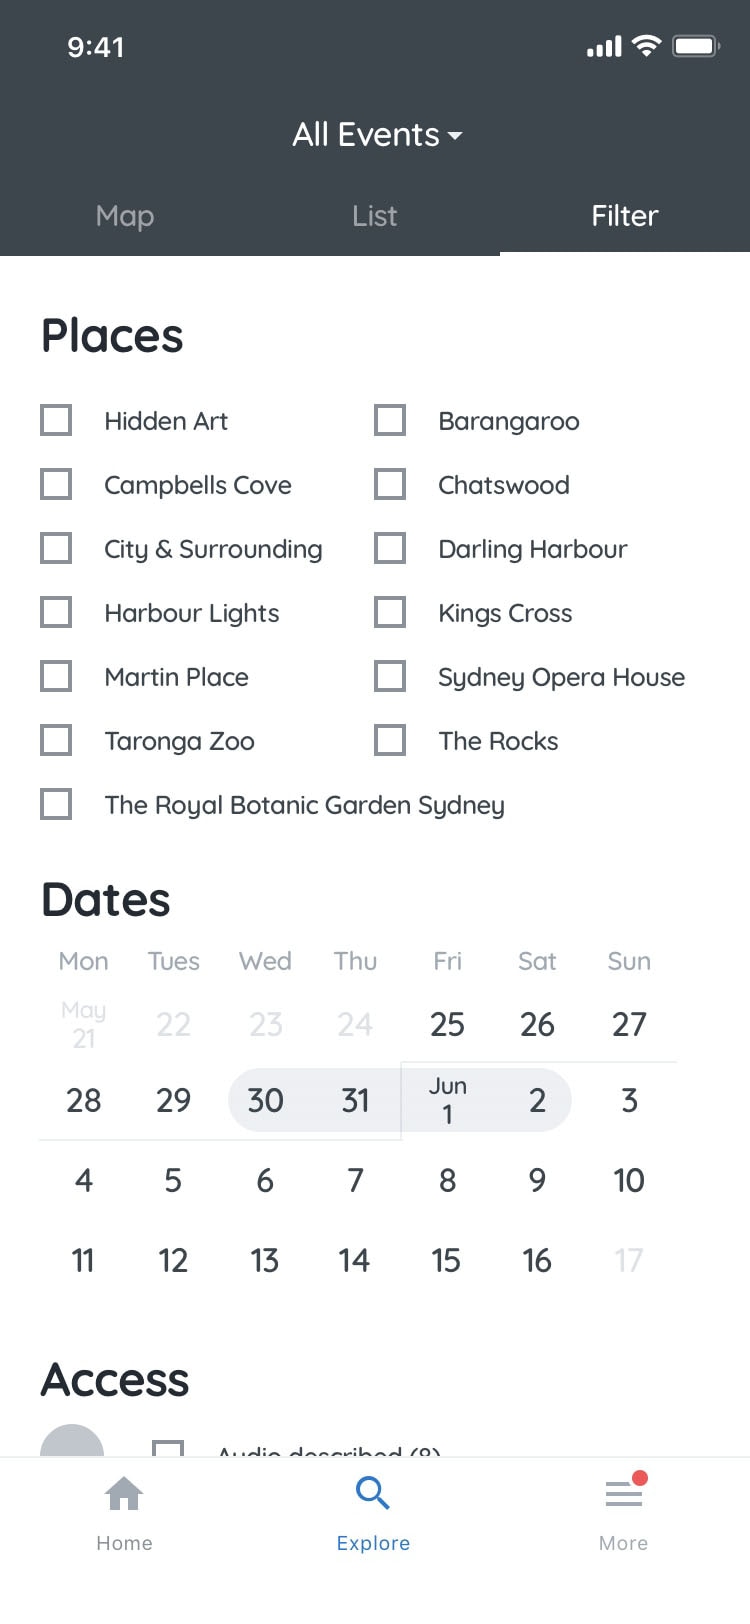 9:41
All Events
Map List Filter
Places
Hidden Art Barangaroo
Campbells Cove Chatswood
City & Surrounding Darling Harbour
Harbour Lights Kings Cross
Martin Place Sydney Opera House
Taronga Zoo The Rocks
The Royal Botanic Garden Sydney
Dates
Mon Tues Wed Thu Fri Sat Sun
May
21 22 23 24 25 26 27
Jun
28 29 30 31 1 2 3
4 5 6 7 8 9 10
11 12 13 14 15 16 17
Access
Audio described (8)
Home Explore More